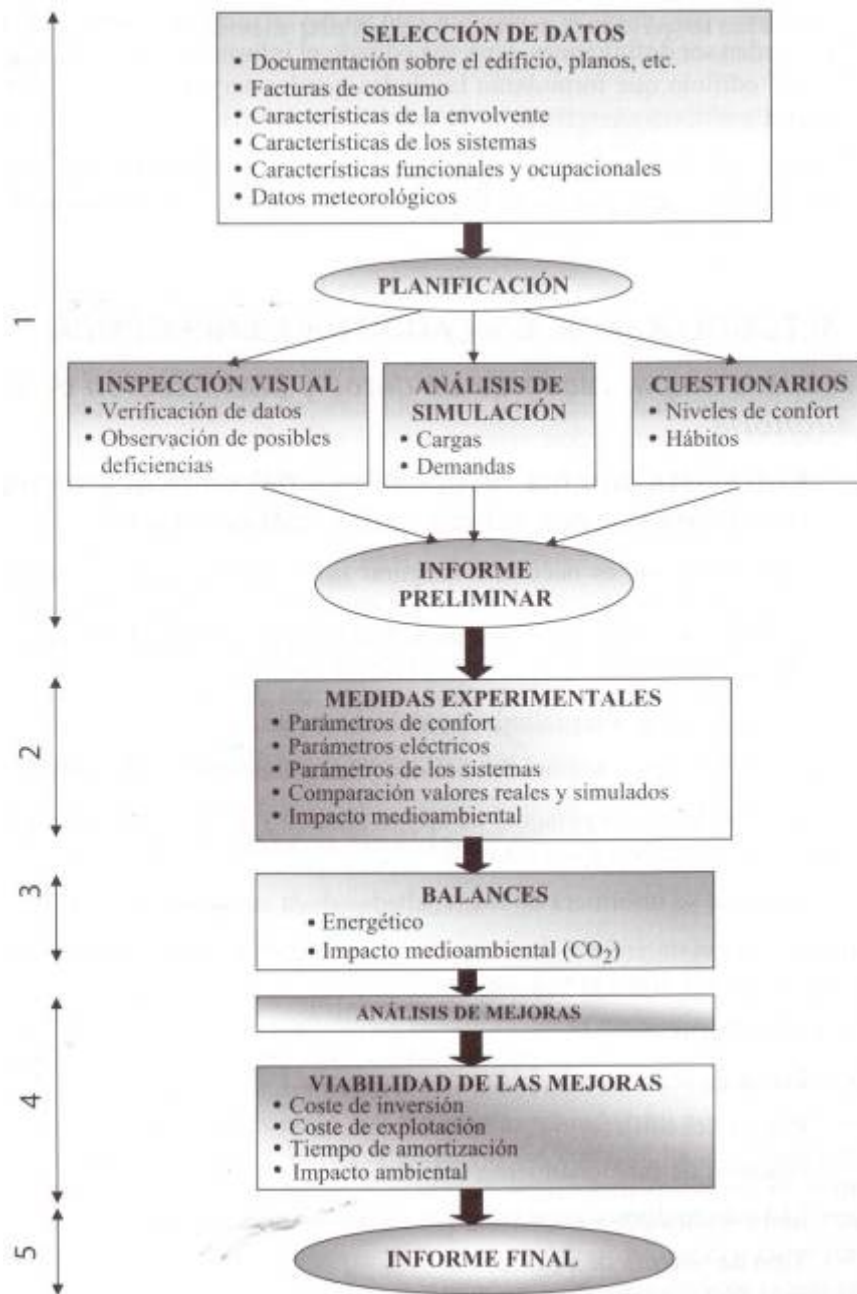 SELECCIÓN DE DATOS
• Documentación sobre el edificio, planos, etc.
• Facturas de consumo
• Características de la envolvente
• Características de los sistemas
• Características funcionales y ocupacionales
• Datos meteorológicos
PLANIFICACIÓN
1
INSPECCIÓN VISUAL
• Verificación de datos
• Observación de posibles
deficiencias
ANÁLISIS DE
SIMULACIÓN
• Cargas
• Demandas
CUESTIONARIOS
• Niveles de confort
• Hábitos
INFORME
PRELIMINAR
2
MEDIDAS EXPERIMENTALES
• Parámetros de confort
• Parámetros eléctricos
• Parámetros de los sistemas
• Comparación valores reales y simulados
• Impacto medioambiental
3
BALANCES
• Energético
• Impacto medioambiental (CO₂)
4
ANÁLISIS DE MEJORAS
VIABILIDAD DE LAS MEJORAS
• Coste de inversión
• Coste de explotación
• Tiempo de amortización
• Impacto ambiental
5
INFORME FINAL